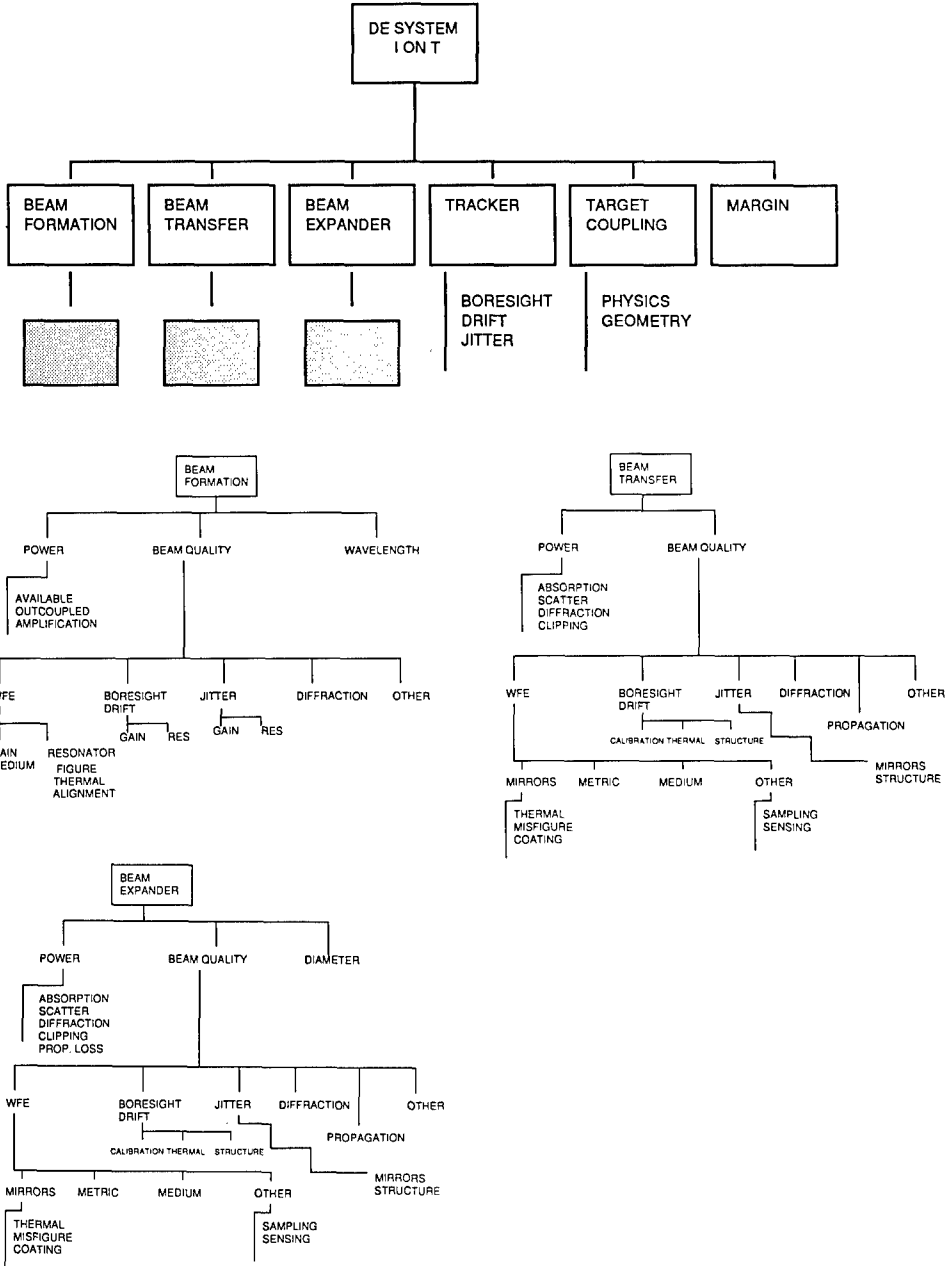 DE SYSTEM
I ON T
BEAM
FORMATION
BEAM
TRANSFER
BEAM
EXPANDER
TRACKER
TARGET
COUPLING
MARGIN
BORESIGHT
DRIFT
JITTER
PHYSICS
GEOMETRY
BEAM
FORMATION
POWER
BEAM QUALITY
WAVELENGTH
AVAILABLE
OUTCOUPLED
AMPLIFICATION
FE
BORESIGHT
DRIFT
JITTER
DIFFRACTION
OTHER
GAIN
RES
GAIN
RES
AIN
EDIUM
RESONATOR
FIGURE
THERMAL
ALIGNMENT
BEAM
TRANSFER
POWER
BEAM QUALITY
ABSORPTION
SCATTER
DIFFRACTION
CLIPPING
WFE
BORESIGHT
DRIFT
JITTER
DIFFRACTION
PROPAGATION
OTHER
CALIBRATION THERMAL STRUCTURE
MIRRORS
STRUCTURE
MIRRORS
METRIC
MEDIUM
OTHER
THERMAL
MISFIGURE
COATING
SAMPLING
SENSING
BEAM
EXPANDER
POWER
BEAM QUALITY
DIAMETER
ABSORPTION
SCATTER
DIFFRACTION
CLIPPING
PROP. LOSS
WFE
BORESIGHT
DRIFT
JITTER
DIFFRACTION
PROPAGATION
OTHER
CALIBRATION THERMAL STRUCTURE
MIRRORS
STRUCTURE
MIRRORS
METRIC
MEDIUM
OTHER
THERMAL
MISFIGURE
COATING
SAMPLING
SENSING